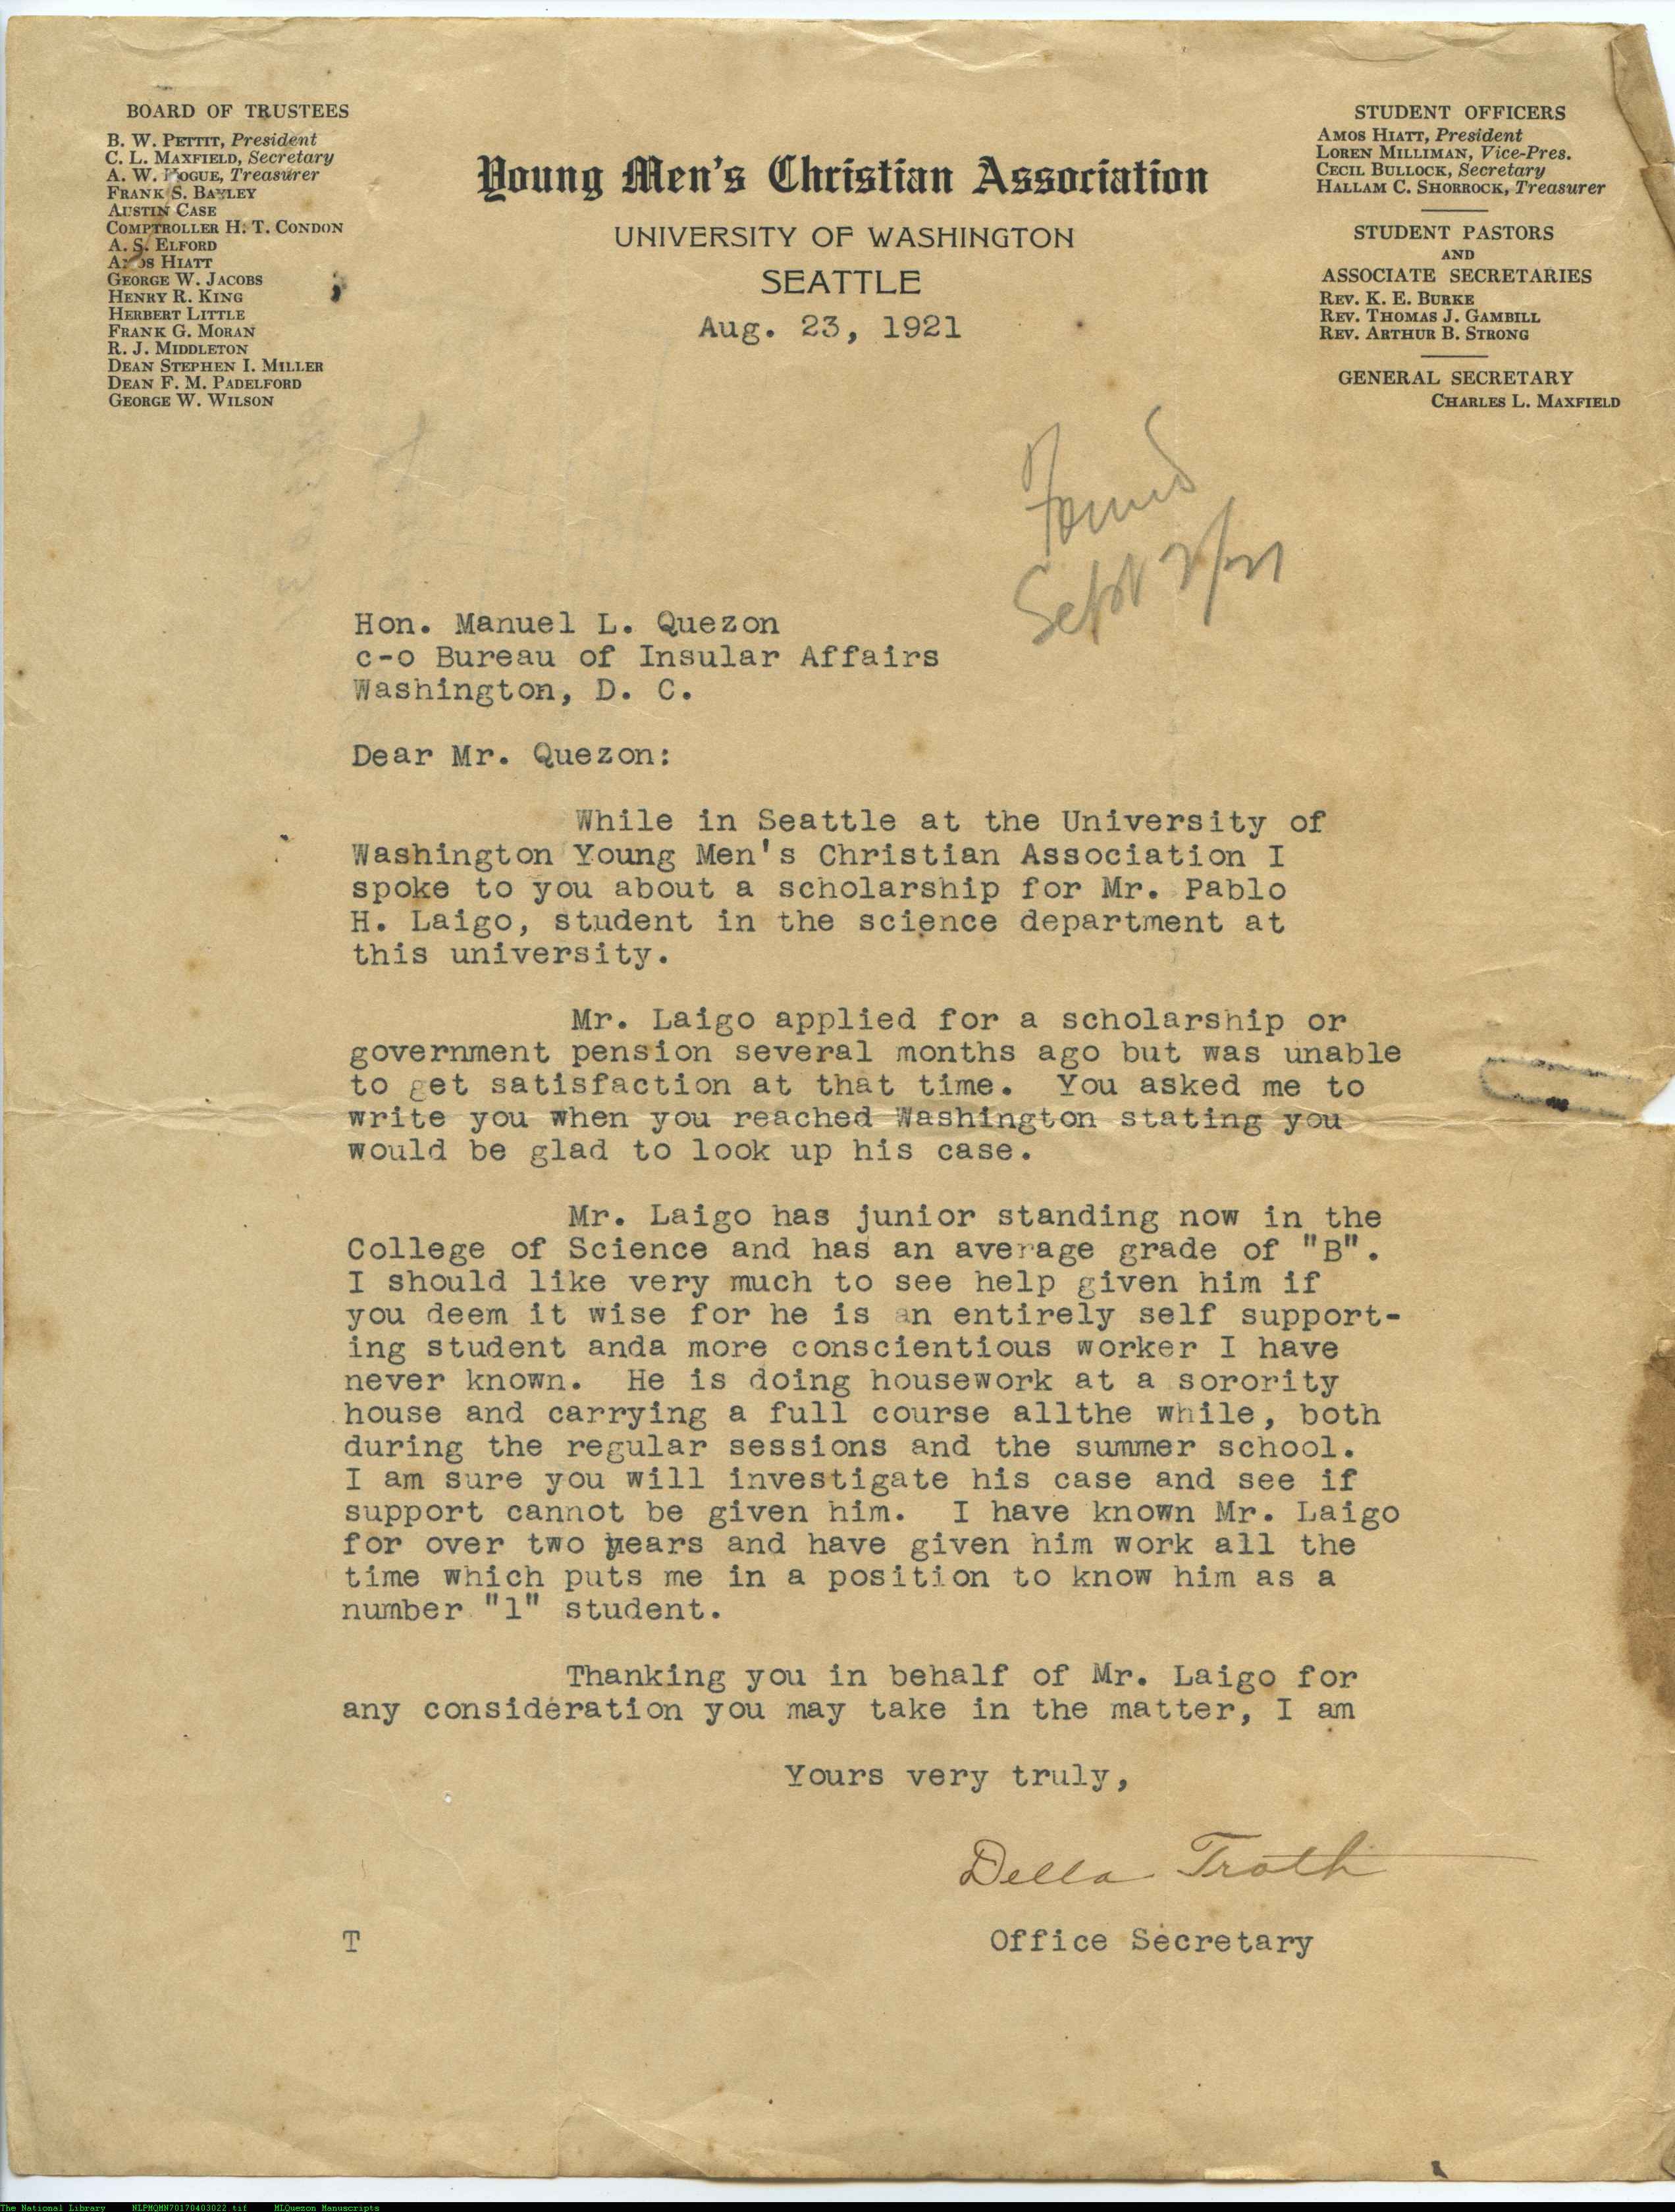 BOARD OF TRUSTEES
B. W. PETTIT, President
C. L. MAXFIELD, Secretary
A. W. Treasurer
FRANK S. BAYLEY
AUSTIN CASE
COMPTROLLER H. T. CONDON
A. S. ELFORD
HIATT
GEORGE W. JACOBS
HENRY R. KING
HERBERT LITTLE
FRANK G. MORAN
R. J. MIDDLETON
DEAN STEPHEN I. MILLER
DEAN F. M. PADELFORD
GEORGE W. WILSON
Young Men's Christian Association
UNIVERSITY OF WASHINGTON
SEATTLE
Aug. 23, 1921
STUDENT OFFICERS
AMOS HIATT, President
LOREN MILLIMAN, Vice-Pres.
CECIL BULLOCK, Secretary
HALLAM C. SHORROCK, Treasurer
STUDENT PASTORS
AND
ASSOCIATE SECRETARIES
REV. K. E. BURKE
REV. THOMAS J. GAMBILL
REV. ARTHUR B. STRONG
GENERAL SECRETARY
CHARLES L. MAXFIELD
Sept
Hon. Manuel L. Quezon
c-o Bureau of Insular Affairs
Washington, D. C.
Dear Mr. Quezon:
While in Seattle at the University of
Washington Young Men's Christian Association I
spoke to you about a scholarship for Mr. Pablo
H. Laigo, student in the science department at
this university.
Mr. Laigo applied for a scholarship or
government pension several months ago but was unable
to get satisfaction at that time. You asked me to
write you when you reached Washington stating you
would be glad to look up his case.
Mr. Laigo has junior standing now in the
College of Science and has an average grade of "B".
I should like very much to see help given him if
you deem it wise for he is an entirely self support-
ing student anda more conscientious worker I have
never known. He is doing housework at a sorority
house and carrying a full course allthe while, both
during the regular sessions and the summer school.
I am sure you will investigate his case and see if
support cannot be given him. I have known Mr. Laigo
for over two years and have given him work all the
time which puts me in a position to know him as a
number "1" student.
Thanking you in behalf of Mr. Laigo for
any consideration you may take in the matter, I am
Yours very truly,
Della Troth
Office Secretary
T
The National Library NLPMQMN70170403022.tif MLQuezon Manuscripts